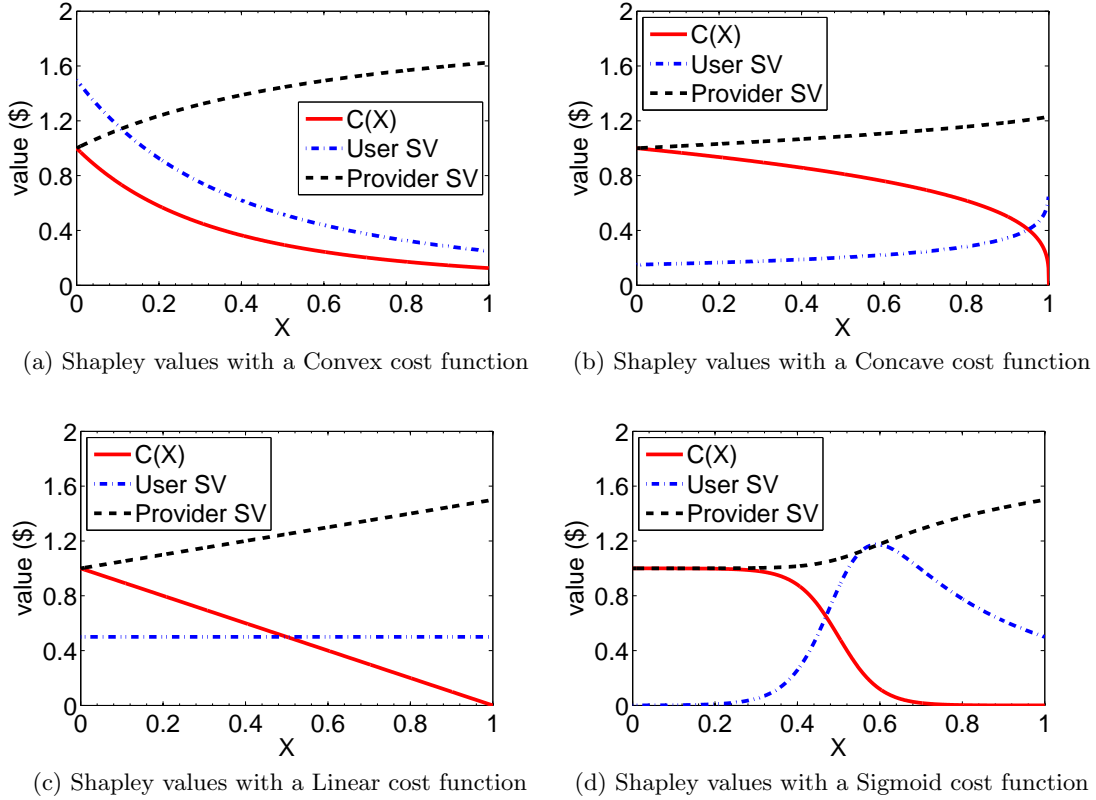 2
1.6
1.2
0.8
0.4
0
value ($)
C(X)
User SV
Provider SV
0 0.2 0.4 0.6 0.8 1
X
(a) Shapley values with a Convex cost function
2
1.6
1.2
0.8
0.4
0
value ($)
C(X)
User SV
Provider SV
0 0.2 0.4 0.6 0.8 1
X
(b) Shapley values with a Concave cost function
2
1.6
1.2
0.8
0.4
0
value ($)
C(X)
User SV
Provider SV
0 0.2 0.4 0.6 0.8 1
X
(c) Shapley values with a Linear cost function
2
1.6
1.2
0.8
0.4
0
value ($)
C(X)
User SV
Provider SV
0 0.2 0.4 0.6 0.8 1
X
(d) Shapley values with a Sigmoid cost function